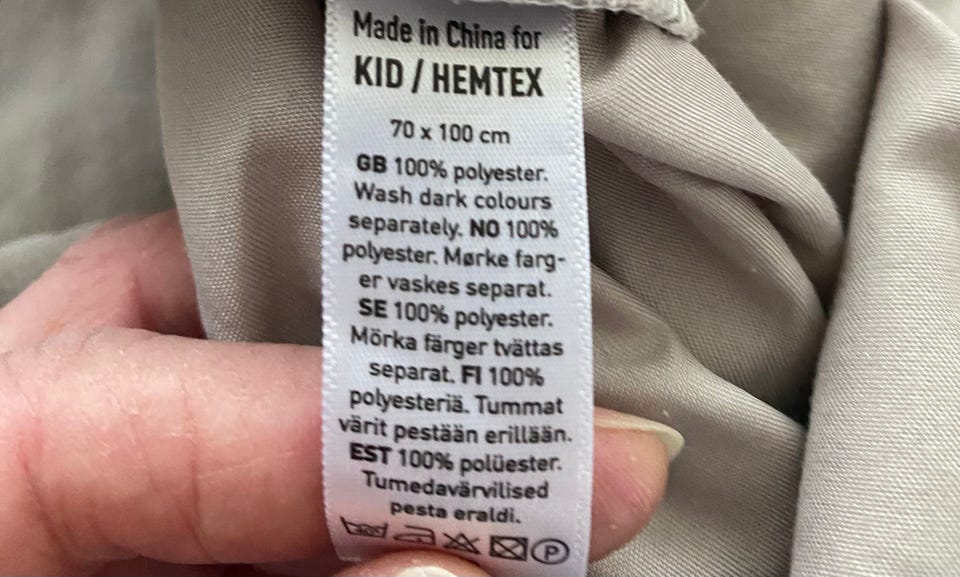 Made in China for
KID / HEMTEX
70 x 100 cm
GB 100% polyester.
Wash dark colours
separately. NO 100%
polyester. Mørke farg-
er vaskes separat.
SE 100% polyester.
Mörka färger tvättas
separat. FI 100%
polyesteriä. Tummat
värit pestään erillään.
EST 100% polüester.
Tumedavärvilised
pesta eraldi.
P